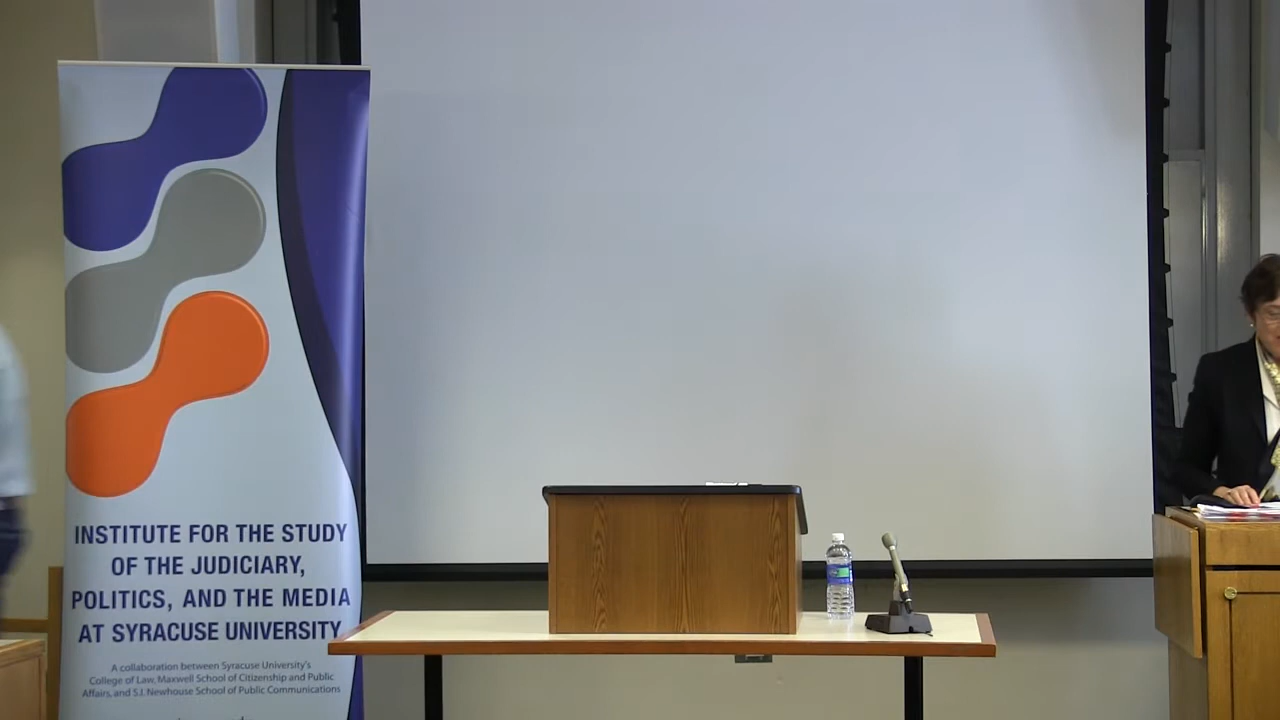 INSTITUTE FOR THE STUDY
OF THE JUDICIARY,
POLITICS, AND THE MEDIA
AT SYRACUSE UNIVERSITY
A collaboration between Syracuse University's
College of Law, Maxwell School of Citizenship and Public
Affairs, and S.I. Newhouse School of Public Communications